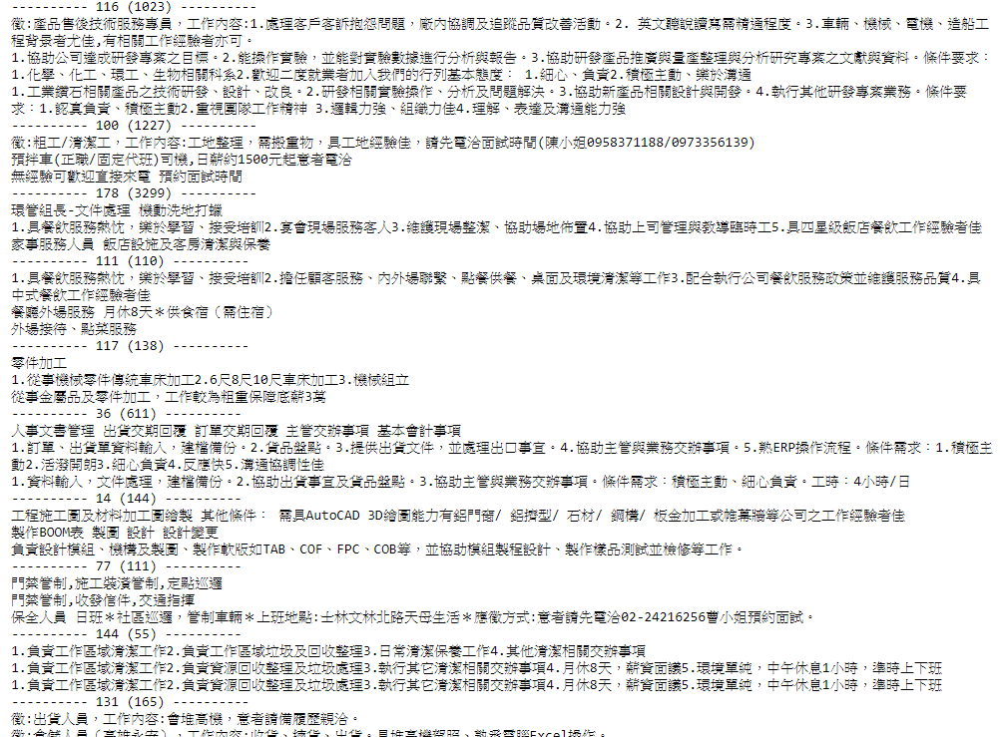 ---------- 116 (1023) ----------
徵:產品售後技術服務專員，工作內容:1.處理客戶客訴抱怨問題，廠內協調及追蹤品質改善活動。2. 英文聽說讀寫需精通程度。3.車輛、機械、電機、造船工
程背景者尤佳,有相關工作經驗者亦可。
1.協助公司達成研發專案之目標。2.能操作實驗，並能對實驗數據進行分析與報告。3.協助研發產品推廣與量產整理與分析研究專案之文獻與資料。條件要求：
1.化學、化工、環工、生物相關科系2.歡迎二度就業者加入我們的行列基本態度： 1.細心、負責2.積極主動、樂於溝通
1.工業鑽石相關產品之技術研發、設計、改良。2.研發相關實驗操作、分析及問題解決。3.協助新產品相關設計與開發。4.執行其他研發專案業務。條件要
求：1.認真負責、積極主動2.重視團隊工作精神 3.邏輯力強、組織力佳4.理解、表達及溝通能力強
---------- 100 (1227) ----------
徵:粗工/清潔工，工作內容:工地整理，需搬重物，具工地經驗佳，請先電洽面試時間(陳小姐0958371188/0973356139)
預拌車(正職/固定代班)司機,日薪約1500元起意者電洽
無經驗可歡迎直接來電 預約面試時間
---------- 178 (3299) ----------
環管組長-文件處理 機動洗地打蠟
1.具餐飲服務熱忱，樂於學習、接受培訓2.宴會現場服務客人3.維護現場整潔、協助場地佈置4.協助上司管理與教導臨時工5.具四星級飯店餐飲工作經驗者佳
家事服務人員 飯店設施及客房清潔與保養
---------- 111 (110) ----------
1.具餐飲服務熱忱，樂於學習、接受培訓2.擔任顧客服務、內外場聯繫、點餐供餐、桌面及環境清潔等工作3.配合執行公司餐飲服務政策並維護服務品質4.具
中式餐飲工作經驗者佳
餐廳外場服務 月休8天＊供食宿（需住宿）
外場接待、點菜服務
---------- 117 (138) ----------
零件加工
1.從事機械零件傳統車床加工2.6尺8尺10尺車床加工3.機械組立
從事金屬品及零件加工，工作較為粗重保障底薪3萬
---------- 36 (611) ----------
人事文書管理 出貨交期回覆 訂單交期回覆 主管交辦事項 基本會計事項
1.訂單、出貨單資料輸入，建檔備份。2.貨品盤點。3.提供出貨文件，並處理出口事宜。4.協助主管與業務交辦事項。5.熟ERP操作流程。條件需求：1.積極主
動2.活潑開朗3.細心負責4.反應快5.溝通協調性佳
1.資料輸入，文件處理，建檔備份。2.協助出貨事宜及貨品盤點。3.協助主管與業務交辦事項。條件需求：積極主動、細心負責。工時：4小時/日
---------- 14 (144) ----------
工程施工圖及材料加工圖繪製 其他條件： 需具AutoCAD 3D繪圖能力有鋁門窗/ 鋁擠型/ 石材/ 鋼構/ 板金加工或帷幕牆等公司之工作經驗者佳
製作BOOM表 製圖 設計 設計變更
負責設計模組、機構及製圖、製作軟版如TAB、COF、FPC、COB等，並協助模組製程設計、製作樣品測試並檢修等工作。
---------- 77 (111) ----------
門禁管制,施工裝潢管制,定點巡邏
門禁管制,收發信件,交通指揮
保全人員 日班＊社區巡邏，管制車輛＊上班地點:士林文林北路天母生活＊應徵方式:意者請先電洽02-24216256曹小姐預約面試。
---------- 144 (55) ----------
1.負責工作區域清潔工作2.負責工作區域垃圾及回收整理3.日常清潔保養工作4.其他清潔相關交辦事項
1.負責工作區域清潔工作2.負責資源回收整理及垃圾處理3.執行其它清潔相關交辦事項4.月休8天，薪資面議5.環境單純，中午休息1小時，準時上下班
1.負責工作區域清潔工作2.負責資源回收整理及垃圾處理3.執行其它清潔相關交辦事項4.月休8天，薪資面議5.環境單純，中午休息1小時，準時上下班
---------- 131 (165) ----------
徵:出貨人員，工作內容:會堆高機，意者請備履歷親洽。
徵:倉儲人員（高雄永安），工作內容:收貨、揀貨、出貨。具堆高機駕照、熟悉電腦Excel操作。